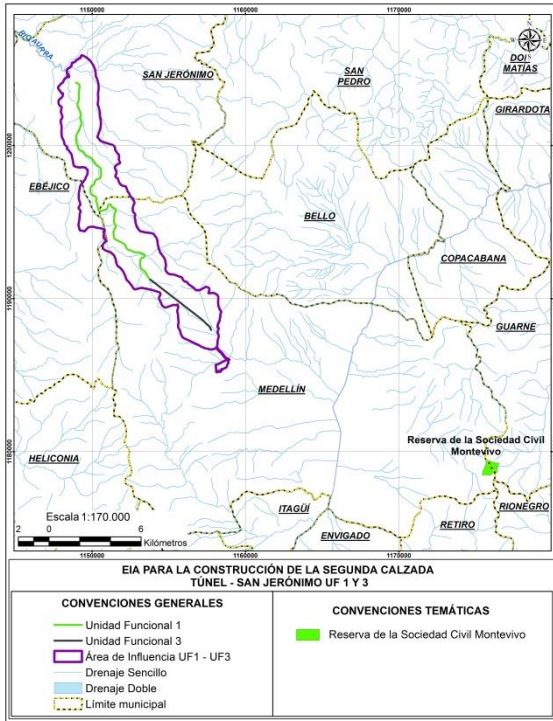 1150000 1160000 1170000
RIO AURRA
SAN JERÓNIMO
SAN
PEDRO
DON
MATÍAS
GIRARDOTA
1200000
EBÉJICO
BELLO
COPACABANA
1190000
GUARNE
MEDELLÍN
1180000
Reserva de la Sociedad Civil
Montevivo
HELICONIA
ITAGÜÍ
ENVIGADO
RETIRO
RIONEGRO
Escala 1:170.000
2 0 6
Kilómetros
1150000 1160000 1170000
EIA PARA LA CONSTRUCCIÓN DE LA SEGUNDA CALZADA
TÚNEL - SAN JERÓNIMO UF 1 Y 3
CONVENCIONES GENERALES
Unidad Funcional 1
Unidad Funcional 3
Área de Influencia UF1 - UF3
Drenaje Sencillo
Drenaje Doble
Límite municipal
CONVENCIONES TEMÁTICAS
Reserva de la Sociedad Civil Montevivo